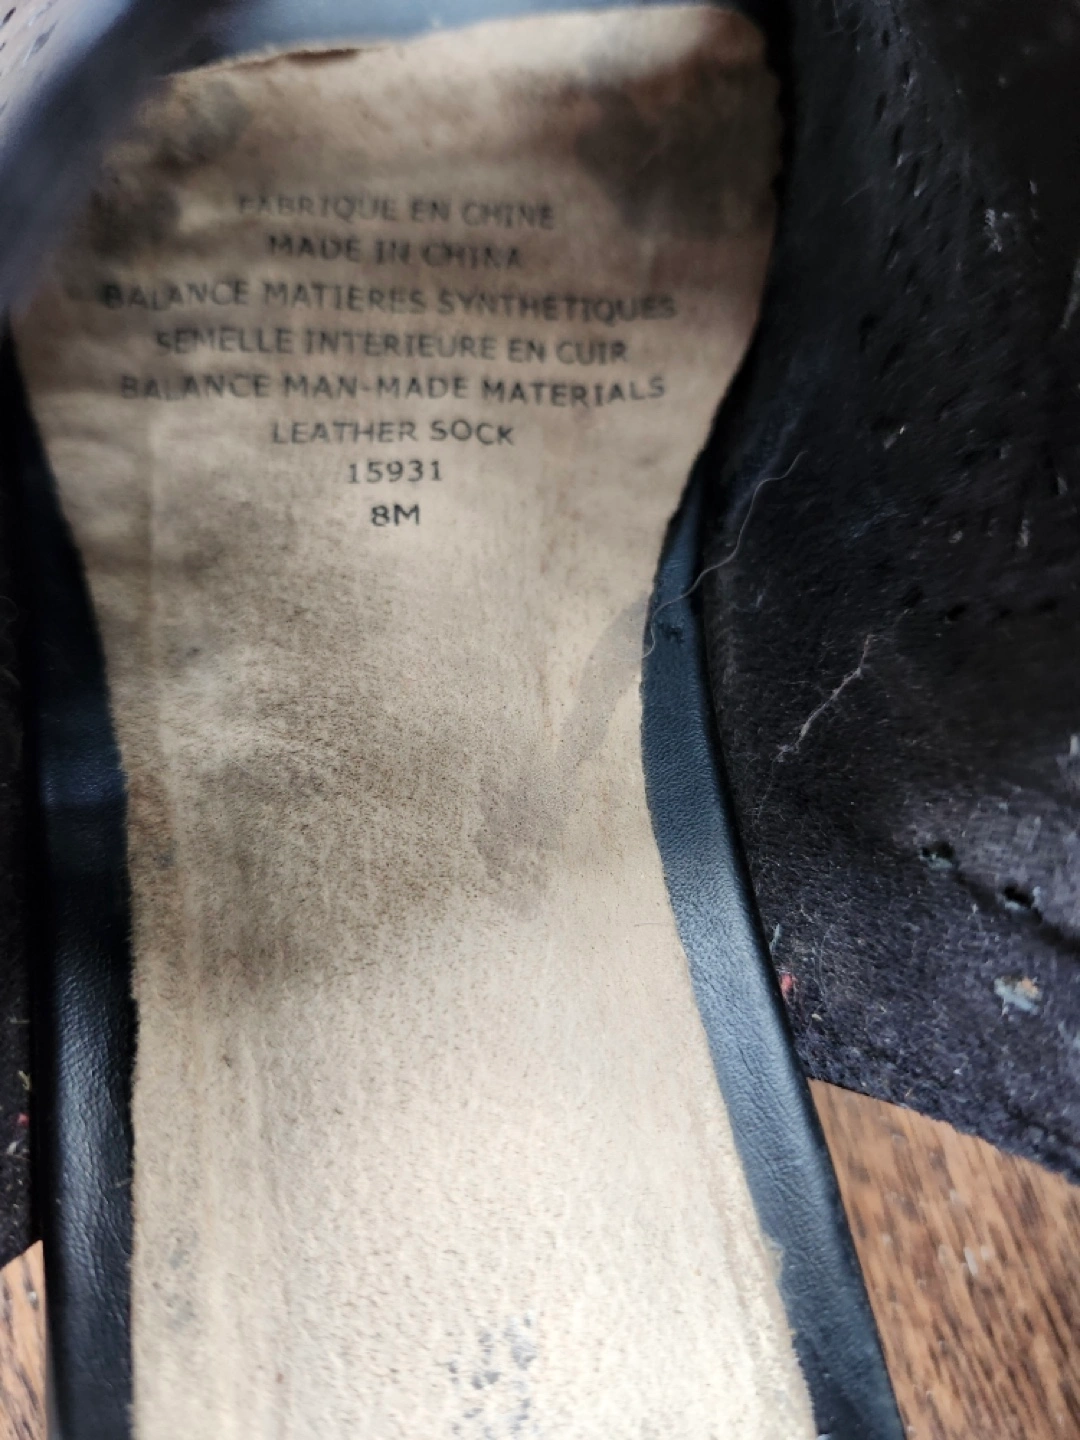 FABRIQUE EN CHINE
MADE IN CHINA
BALANCE MATIERES SYNTHETIQUES
SEMELLE INTERIEURE EN CUIR
BALANCE MAN-MADE MATERIALS
LEATHER SOCK
15931
8M